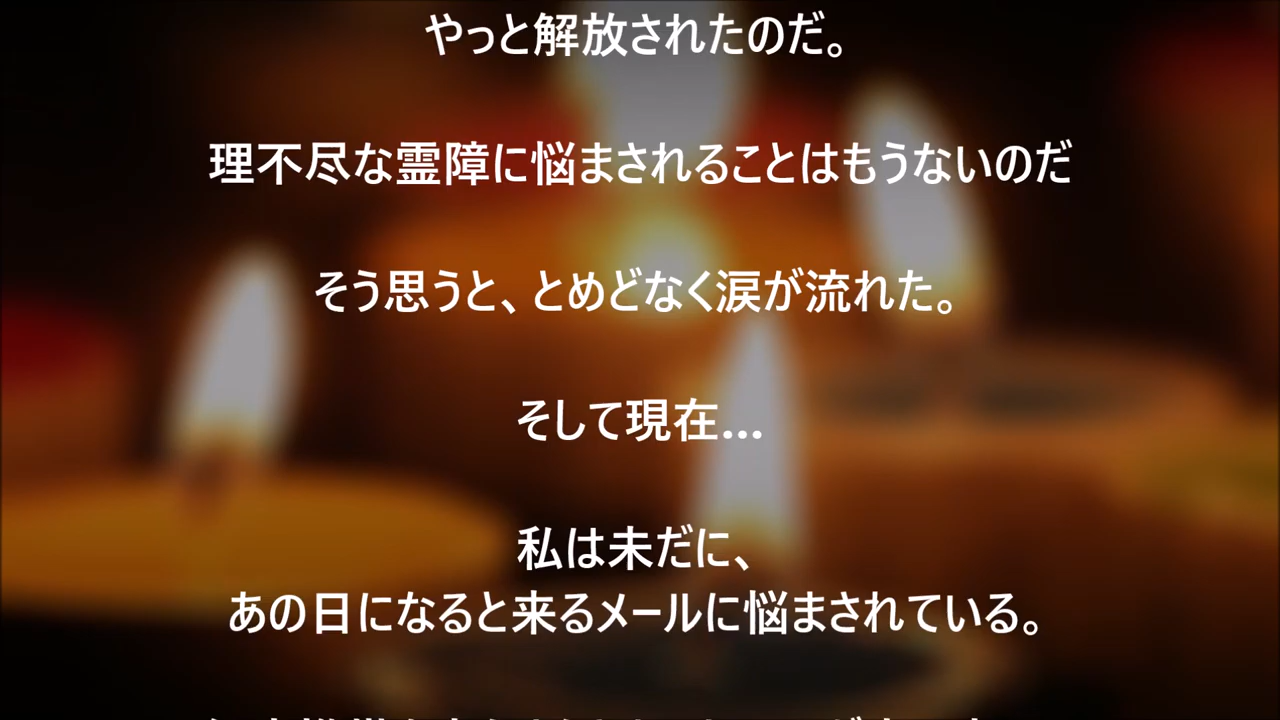 やっと解放されたのだ。
理不尽な霊障に悩まされることはもうないのだ
そう思うと、とめどなく涙が流れた。
そして現在…
私は未だに、
あの日になると来るメールに悩まされている。